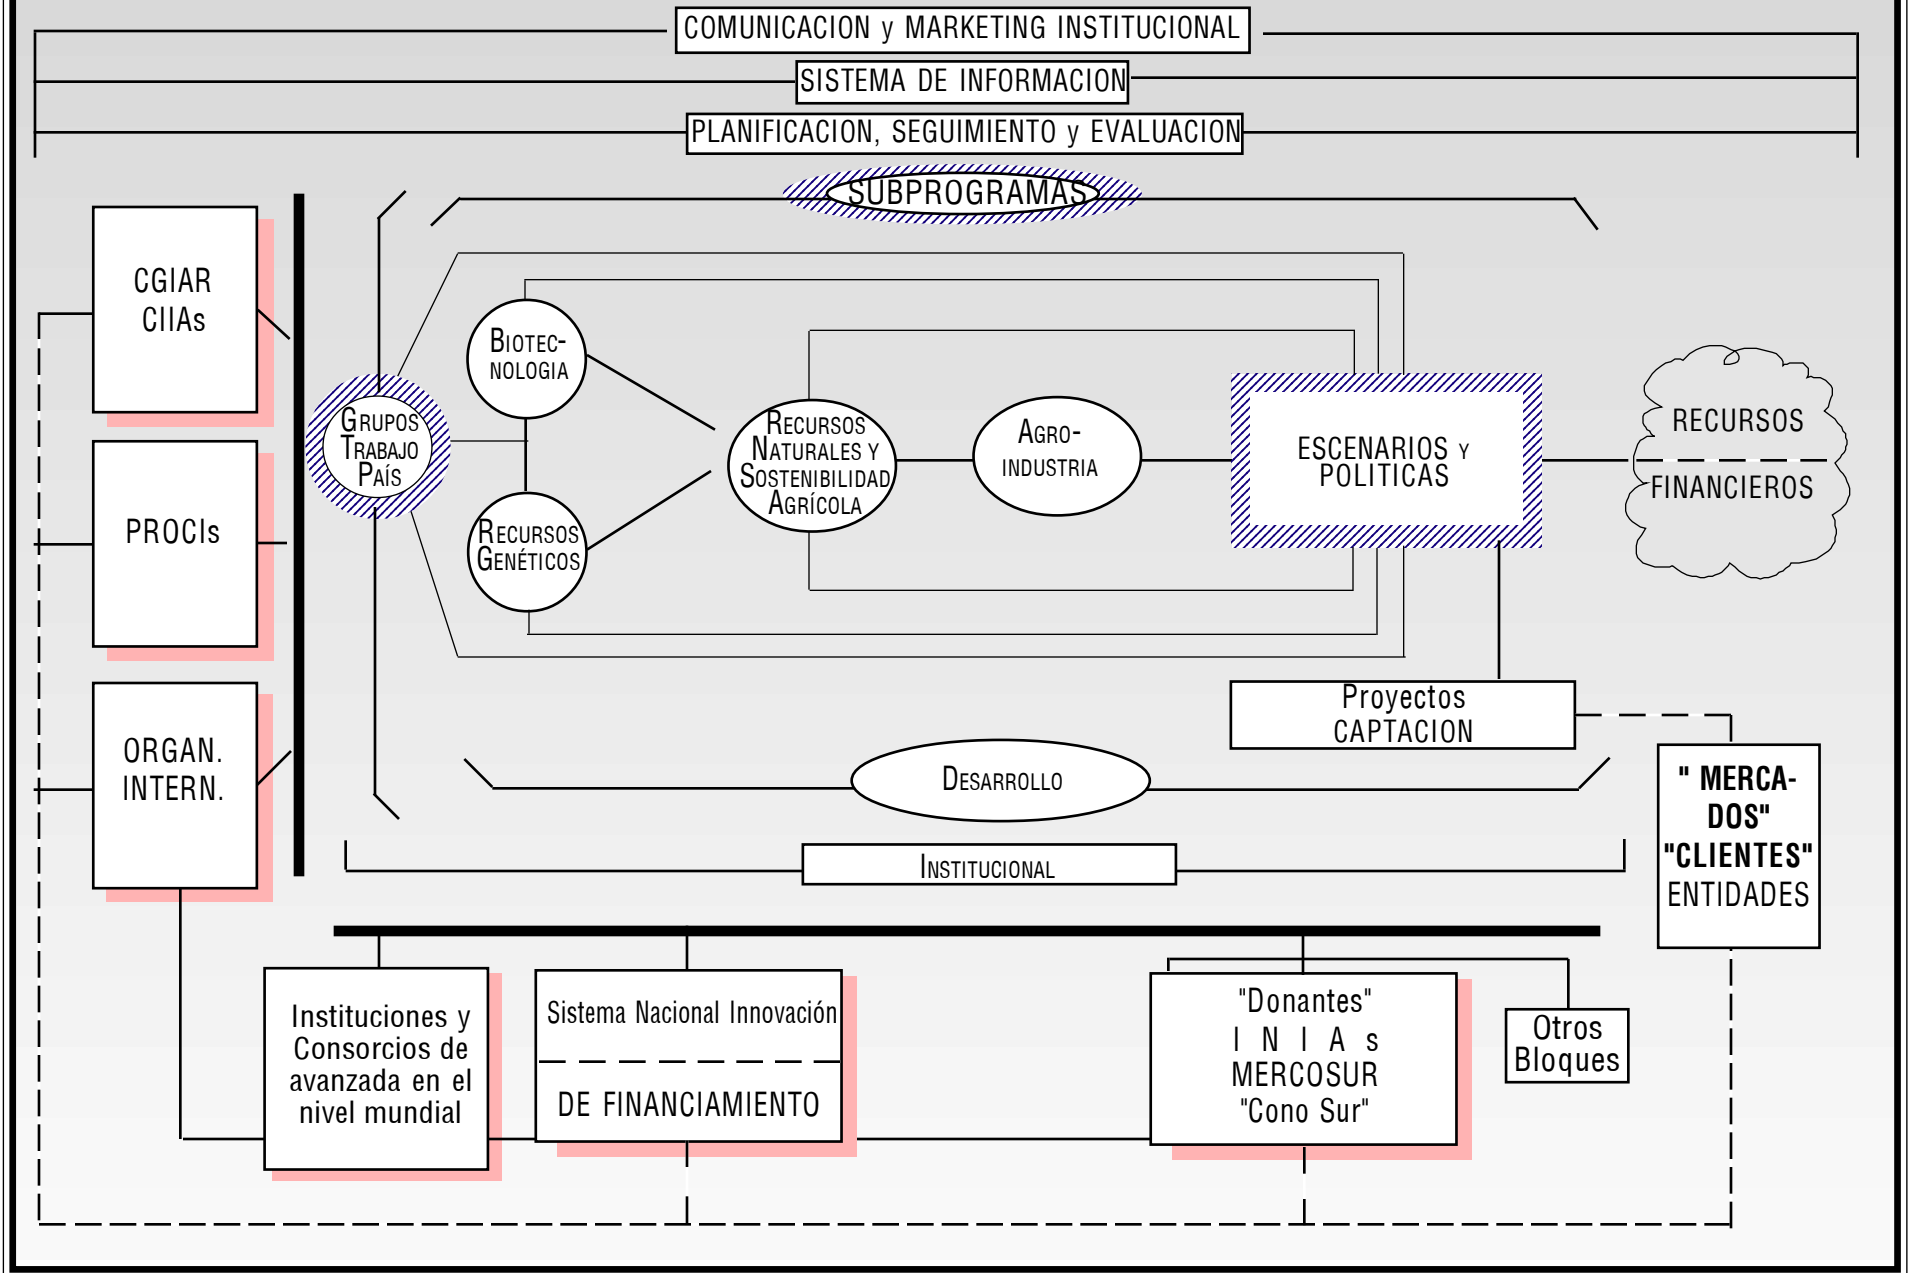 COMUNICACION y MARKETING INSTITUCIONAL
SISTEMA DE INFORMACION
PLANIFICACION, SEGUIMIENTO y EVALUACION
SUBPROGRAMAS
CGIAR
CIIAs
PROCIs
ORGAN.
INTERN.
GRUPOS
TRABAJO
PAÍS
BIOTEC-
NOLOGIA
RECURSOS
GENÉTICOS
RECURSOS
NATURALES Y
SOSTENIBILIDAD
AGRÍCOLA
AGRO-
INDUSTRIA
ESCENARIOS Y
POLITICAS
RECURSOS
FINANCIEROS
Proyectos
CAPTACION
DESARROLLO
INSTITUCIONAL
" MERCA-
DOS"
"CLIENTES"
ENTIDADES
Instituciones y
Consorcios de
avanzada en el
nivel mundial
Sistema Nacional Innovación
DE FINANCIAMIENTO
"Donantes"
I N I A s
MERCOSUR
"Cono Sur"
Otros
Bloques